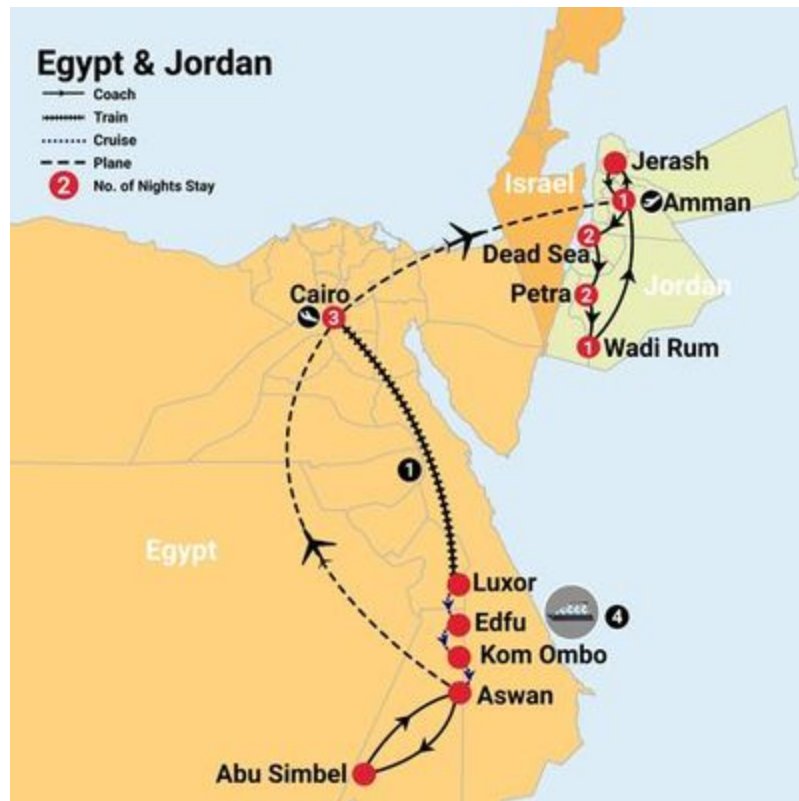 Egypt & Jordan
Coach
Train
Cruise
Plane
2 No. of Nights Stay
Jerash
Israel
1 Amman
2
Dead Sea
Petra 2
Jordan
Cairo
3
1 Wadi Rum
1
Egypt
Luxor
Edfu
4
Kom Ombo
Aswan
Abu Simbel